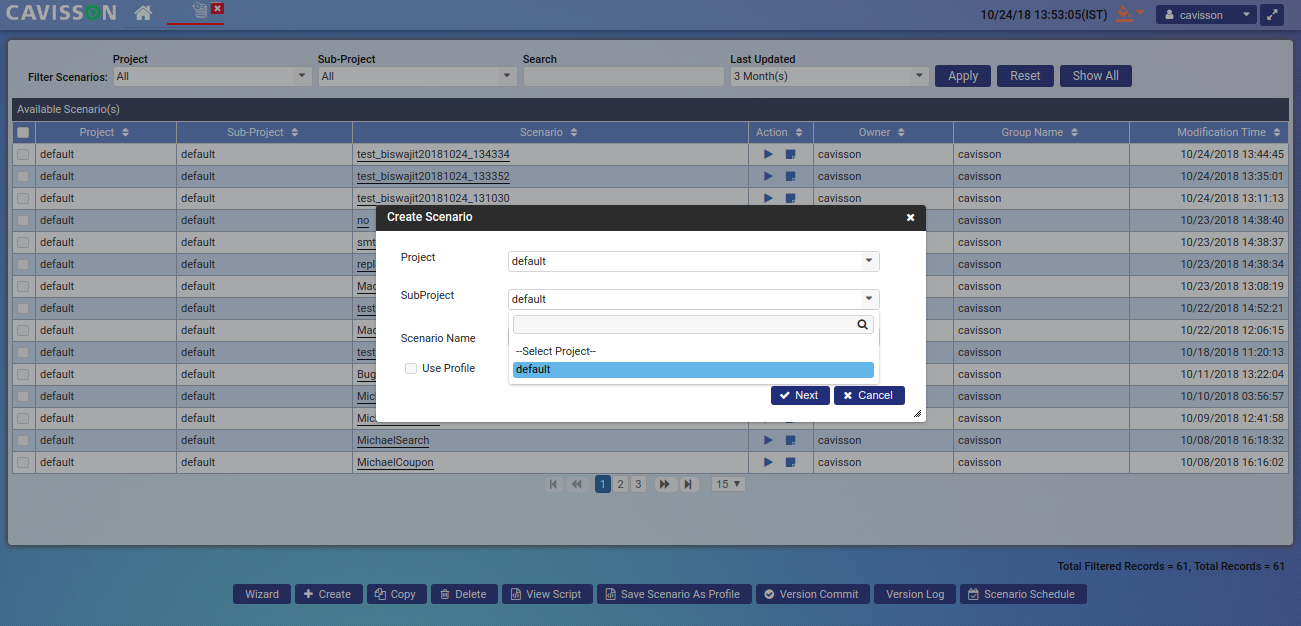 CAVISSON
10/24/18 13:53:05(IST)
cavisson
Project
Sub-Project
Search
Last Updated
Filter Scenarios:
All
All
3 Month(s)
Apply
Reset
Show All
Available Scenario(s)
Project Sub-Project Scenario Action Owner Group Name Modification Time
default default test_biswajit20181024_134334 cavisson cavisson 10/24/2018 13:44:45
default default test_biswajit20181024_133352 cavisson cavisson 10/24/2018 13:35:01
default default test_biswajit20181024_131030 cavisson cavisson 10/24/2018 13:11:13
default default no 10/23/2018 14:38:40
default default smt 10/23/2018 14:38:37
default default repl 10/23/2018 14:38:34
default default Mac 10/23/2018 13:08:19
default default test 10/22/2018 14:52:21
default default Mac 10/22/2018 12:06:15
default default test 10/18/2018 11:20:13
default default Bug 10/11/2018 13:22:04
default default Mic 10/10/2018 03:56:57
default default Mic 10/09/2018 12:41:58
default default MichaelSearch cavisson cavisson 10/08/2018 16:18:32
default default MichaelCoupon cavisson cavisson 10/08/2018 16:16:02
Create Scenario
Project
default
SubProject
default
--Select Project--
default
Scenario Name
Use Profile
Next
Cancel
1 2 3 15
Total Filtered Records = 61, Total Records = 61
Wizard
Create
Copy
Delete
View Script
Save Scenario As Profile
Version Commit
Version Log
Scenario Schedule